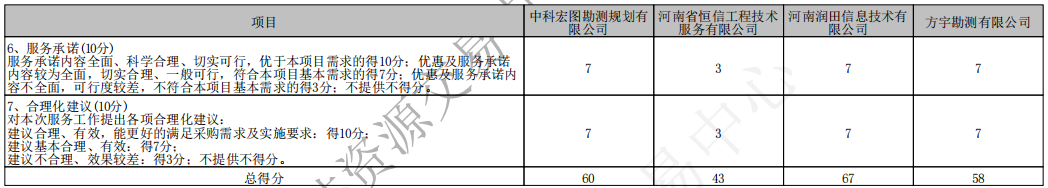 项目
中科宏图勘测规划有限公司
河南省恒信工程技术服务有限公司
河南润田信息技术有限公司
方宇勘测有限公司
6、服务承诺(10分)
服务承诺内容全面、科学合理、切实可行，优于本项目需求的得10分；优惠及服务承诺
内容较为全面，切实合理、一般可行，符合本项目基本需求的得7分；优惠及服务承诺内
容不全面，可行度较差，不符合本项目基本需求的得3分；不提供不得分。
7
3
7
7
7、合理化建议(10分)
对本次服务工作提出各项合理化建议：
建议合理、有效，能更好的满足采购需求及实施要求：得10分；
建议基本合理、有效：得7分；
建议不合理、效果较差：得3分；不提供不得分。
7
3
7
7
总得分
60
43
67
58
资源交易
易中心